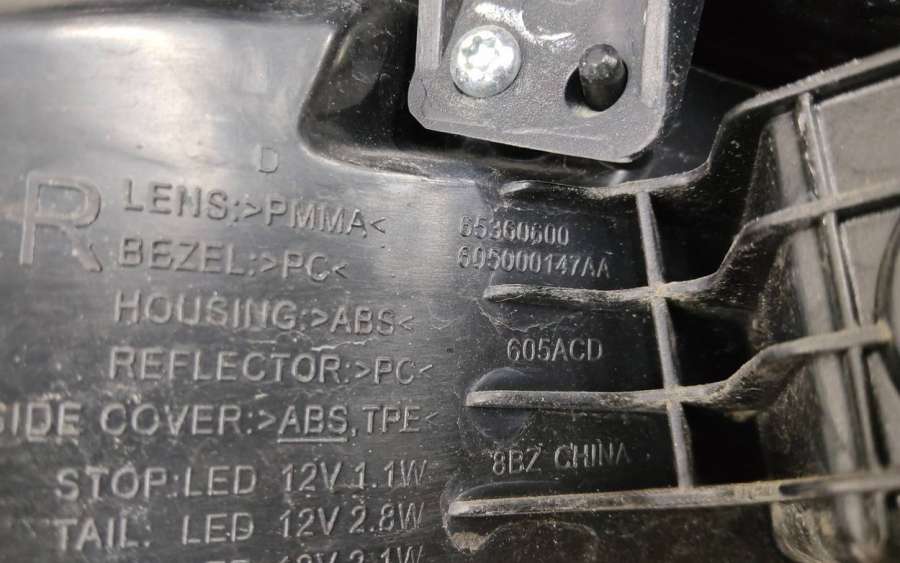 D
R
LENS:>PMMA<
BEZEL:>PC<
HOUSING:>ABS<
REFLECTOR:>PC<
SIDE COVER:>ABS,TPE<
STOP:LED 12V 1.1W
TAIL: LED 12V 2.8W
65360600
605000147AA
605ACD
8BZ CHINA